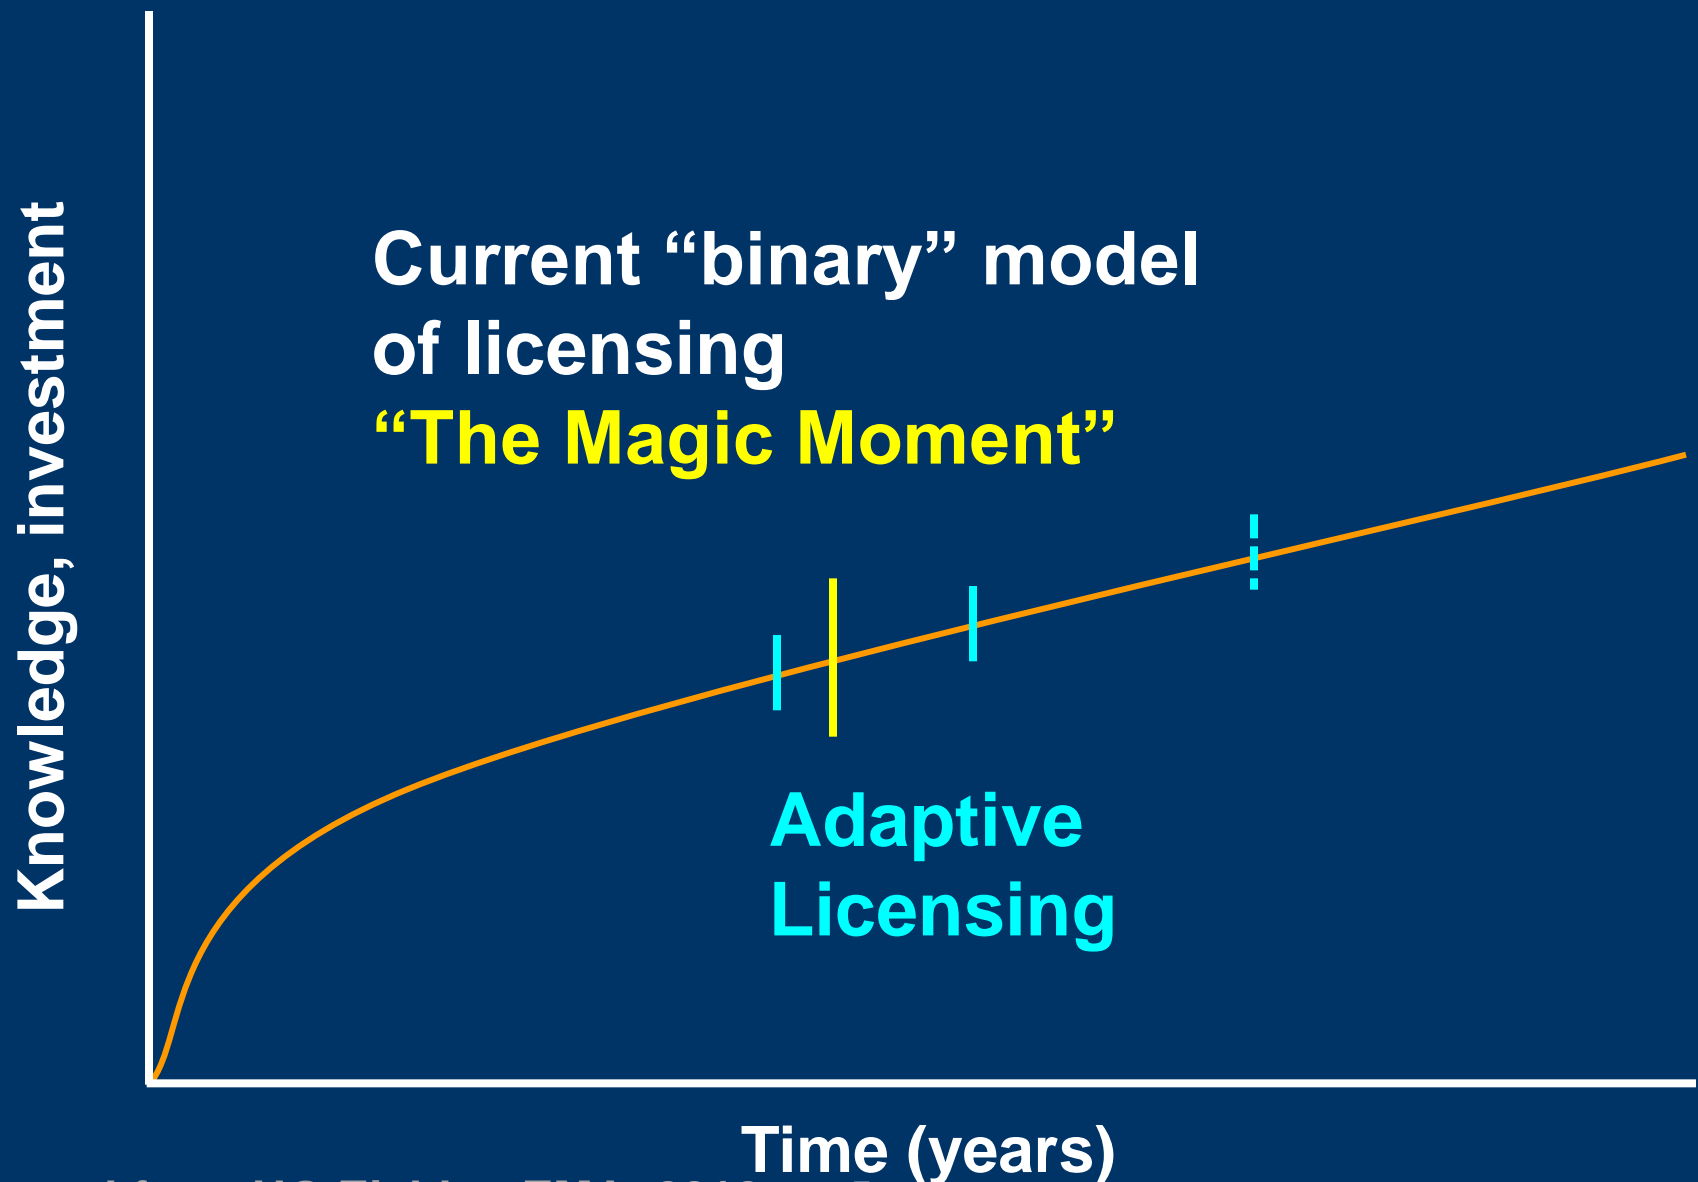 Knowledge, investment
Current “binary” model
of licensing
“The Magic Moment”
Adaptive
Licensing
Time (years)